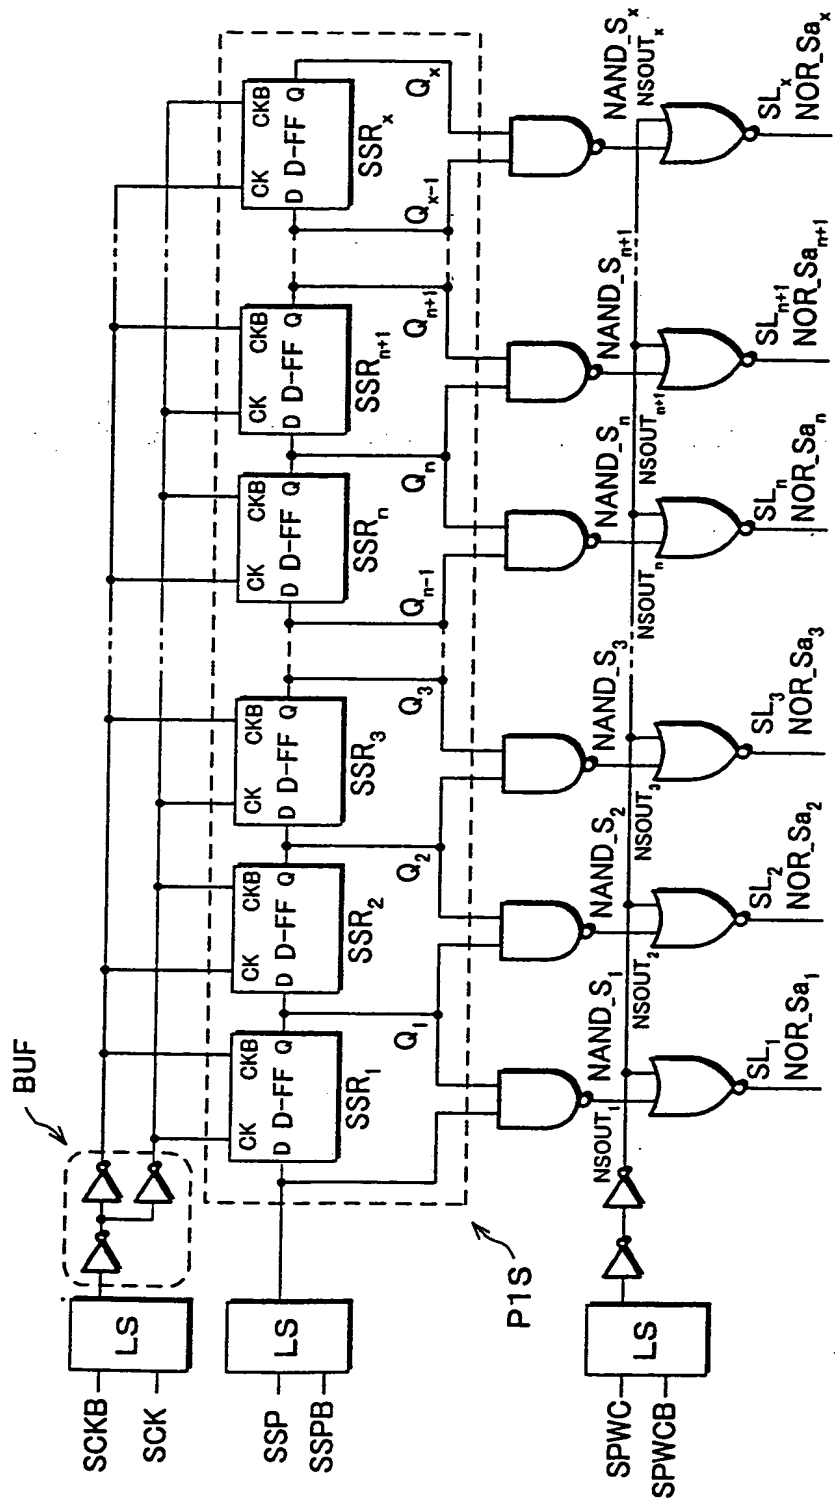 BUF
SCKB
SCK
LS
CK CKB CK CKB CK CKB CK CKB CK CKB CK CKB
D D-FF Q D D-FF Q D D-FF Q D D-FF Q D D-FF Q D D-FF Q
SSR₁ SSR₂ SSR₃ SSRₙ SSRₙ₊₁ SSRₓ
SSP
SSPB
LS
Q₁ Q₂ Q₃ Qₙ₋₁ Qₙ Qₙ₊₁ Qₓ₋₁ Qₓ
P1S
NAND_S₁ NAND_S₂ NAND_S₃ NAND_Sₙ NAND_Sₙ₊₁ NAND_Sₓ
NSOUT₁ NSOUT₂ NSOUT₃ NSOUTₙ NSOUTₙ₊₁ NSOUTₓ
SPWC
SPWCB
LS
SL₁ SL₂ SL₃ SLₙ SLₙ₊₁ SLₓ
NOR_Sa₁ NOR_Sa₂ NOR_Sa₃ NOR_Saₙ NOR_Saₙ₊₁ NOR_Saₓ